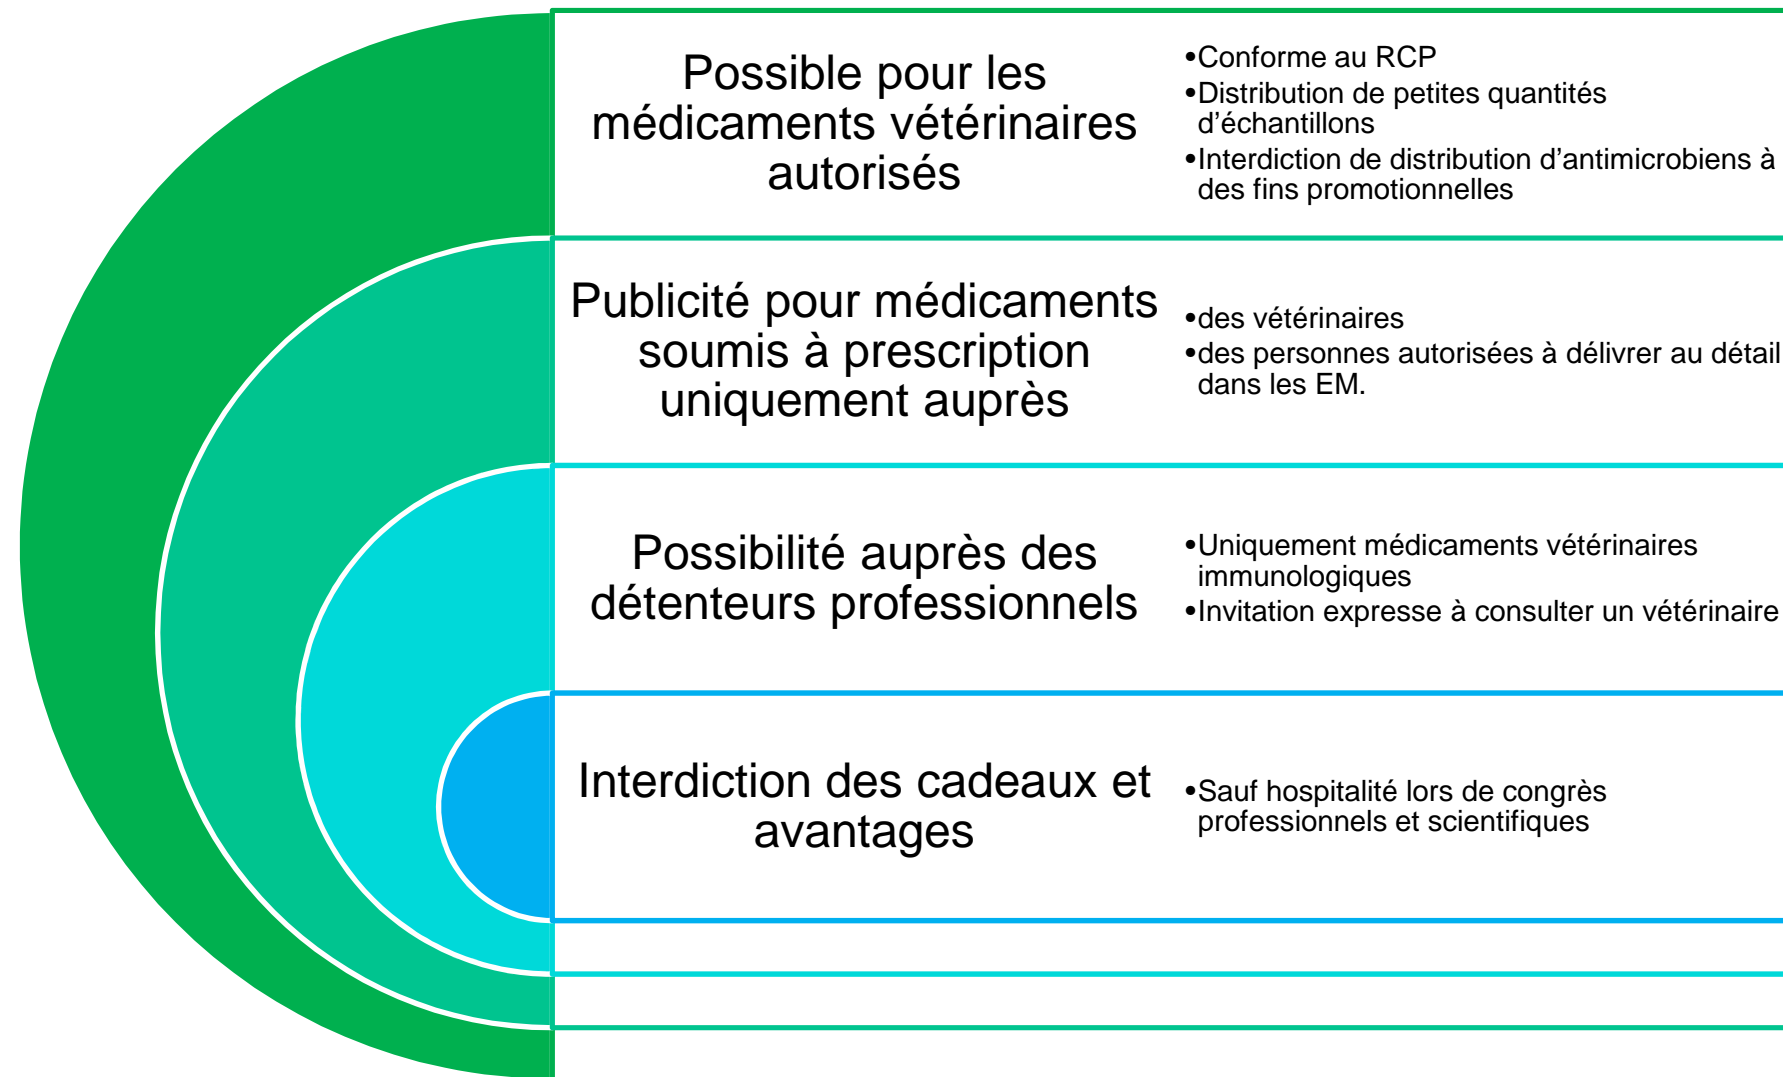 Possible pour les
médicaments vétérinaires
autorisés
•Conforme au RCP
•Distribution de petites quantités
d’échantillons
•Interdiction de distribution d’antimicrobiens à
des fins promotionnelles
Publicité pour médicaments
soumis à prescription
uniquement auprès
•des vétérinaires
•des personnes autorisées à délivrer au détail
dans les EM.
Possibilité auprès des
détenteurs professionnels
•Uniquement médicaments vétérinaires
immunologiques
•Invitation expresse à consulter un vétérinaire
Interdiction des cadeaux et
avantages
•Sauf hospitalité lors de congrès
professionnels et scientifiques